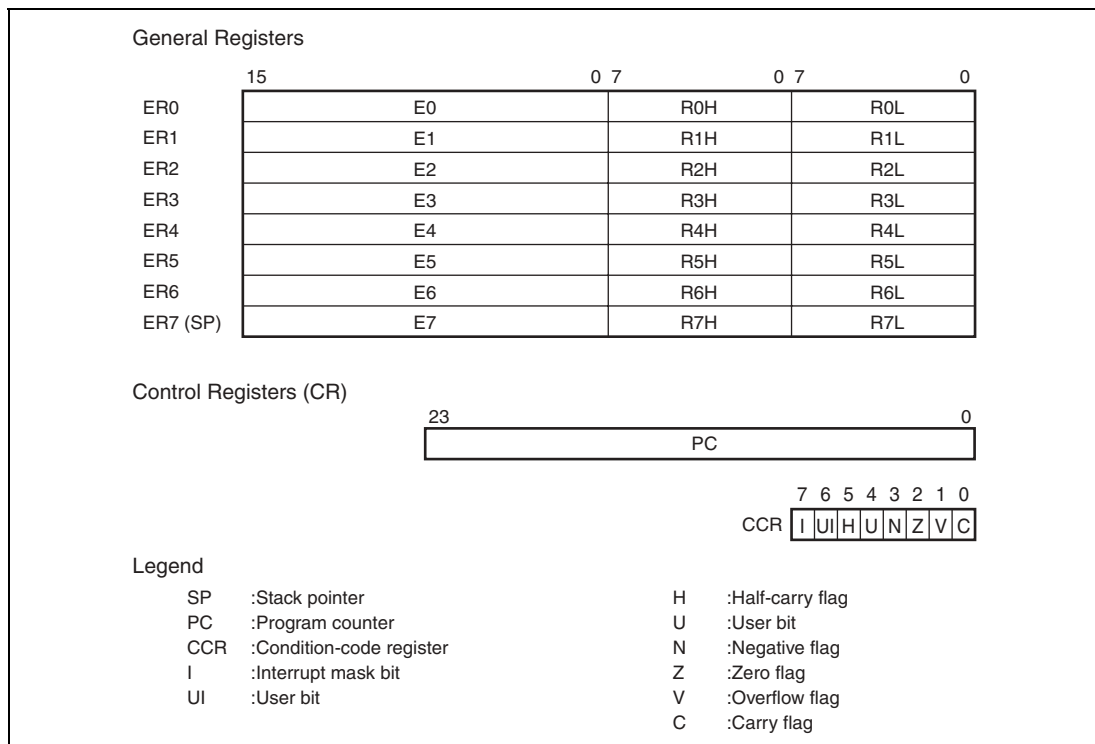 General Registers
15 0 7 0 7 0
ER0 E0 R0H R0L
ER1 E1 R1H R1L
ER2 E2 R2H R2L
ER3 E3 R3H R3L
ER4 E4 R4H R4L
ER5 E5 R5H R5L
ER6 E6 R6H R6L
ER7 (SP) E7 R7H R7L
Control Registers (CR)
23 0
PC
7 6 5 4 3 2 1 0
CCR I UI H U N Z V C
Legend
SP :Stack pointer
PC :Program counter
CCR :Condition-code register
I :Interrupt mask bit
UI :User bit
H :Half-carry flag
U :User bit
N :Negative flag
Z :Zero flag
V :Overflow flag
C :Carry flag